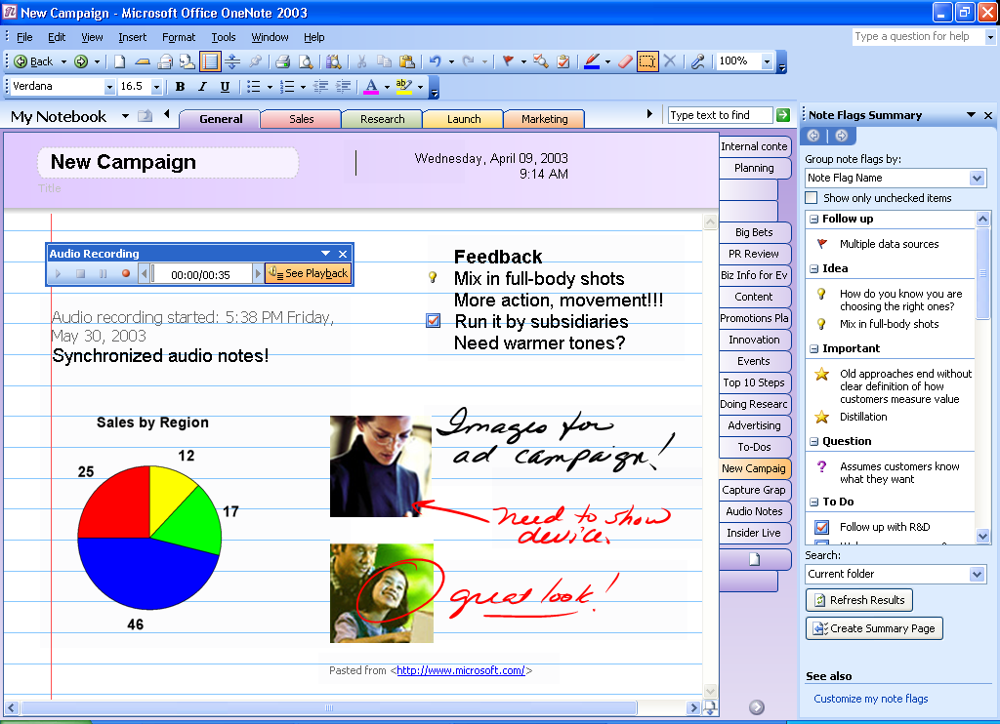 New Campaign - Microsoft Office OneNote 2003
File Edit View Insert Format Tools Window Help
Type a question for help
Back
100%
Verdana 16.5 B I U
A ab
My Notebook General Sales Research Launch Marketing
Type text to find
New Campaign
Title
Wednesday, April 09, 2003
9:14 AM
Audio Recording
00:00/00:35 See Playback
Audio recording started: 5:38 PM Friday,
May 30, 2003
Synchronized audio notes!
Feedback
Mix in full-body shots
More action, movement!!!
Run it by subsidiaries
Need warmer tones?
Sales by Region
12
25
17
46
Images for
ad campaign!
need to show
device.
great look!
Pasted from <http://www.microsoft.com/>
Internal conte
Planning
Big Bets
PR Review
Biz Info for Ev
Content
Promotions Pla
Innovation
Events
Top 10 Steps
Doing Researc
Advertising
To-Dos
New Campaig
Capture Grap
Audio Notes
Insider Live
Note Flags Summary
Group note flags by:
Note Flag Name
Show only unchecked items
Follow up
Multiple data sources
Idea
How do you know you are
choosing the right ones?
Mix in full-body shots
Important
Old approaches end without
clear definition of how
customers measure value
Distillation
Question
Assumes customers know
what they want
To Do
Follow up with R&D
Search:
Current folder
Refresh Results
Create Summary Page
See also
Customize my note flags